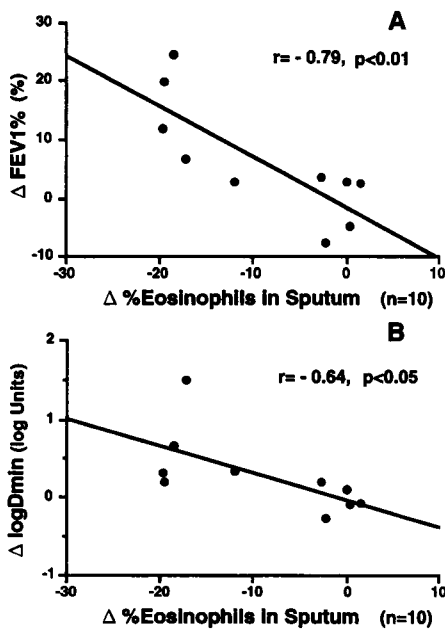 A
r= - 0.79, p<0.01
Δ FEV1% (%)
30
20
10
0
-10
-30
-20
-10
0
10
Δ %Eosinophils in Sputum (n=10)
B
r= - 0.64, p<0.05
Δ logDmin (log Units)
2
1
0
-1
-30
-20
-10
0
10
Δ %Eosinophils in Sputum (n=10)